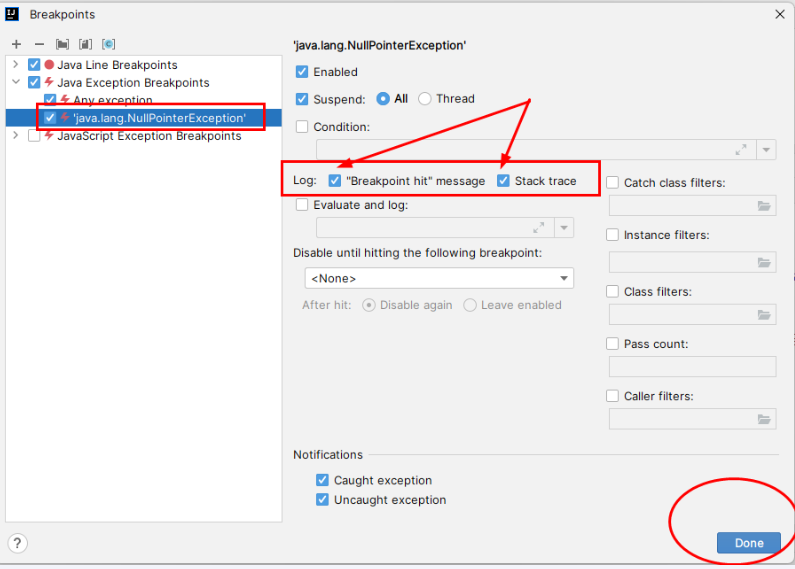 Breakpoints
Java Line Breakpoints
Java Exception Breakpoints
Any exception
'java.lang.NullPointerException'
JavaScript Exception Breakpoints
'java.lang.NullPointerException'
Enabled
Suspend: All Thread
Condition:
Log: "Breakpoint hit" message Stack trace
Evaluate and log:
Disable until hitting the following breakpoint:
<None>
After hit: Disable again Leave enabled
Catch class filters:
Instance filters:
Class filters:
Pass count:
Caller filters:
Notifications
Caught exception
Uncaught exception
?
Done